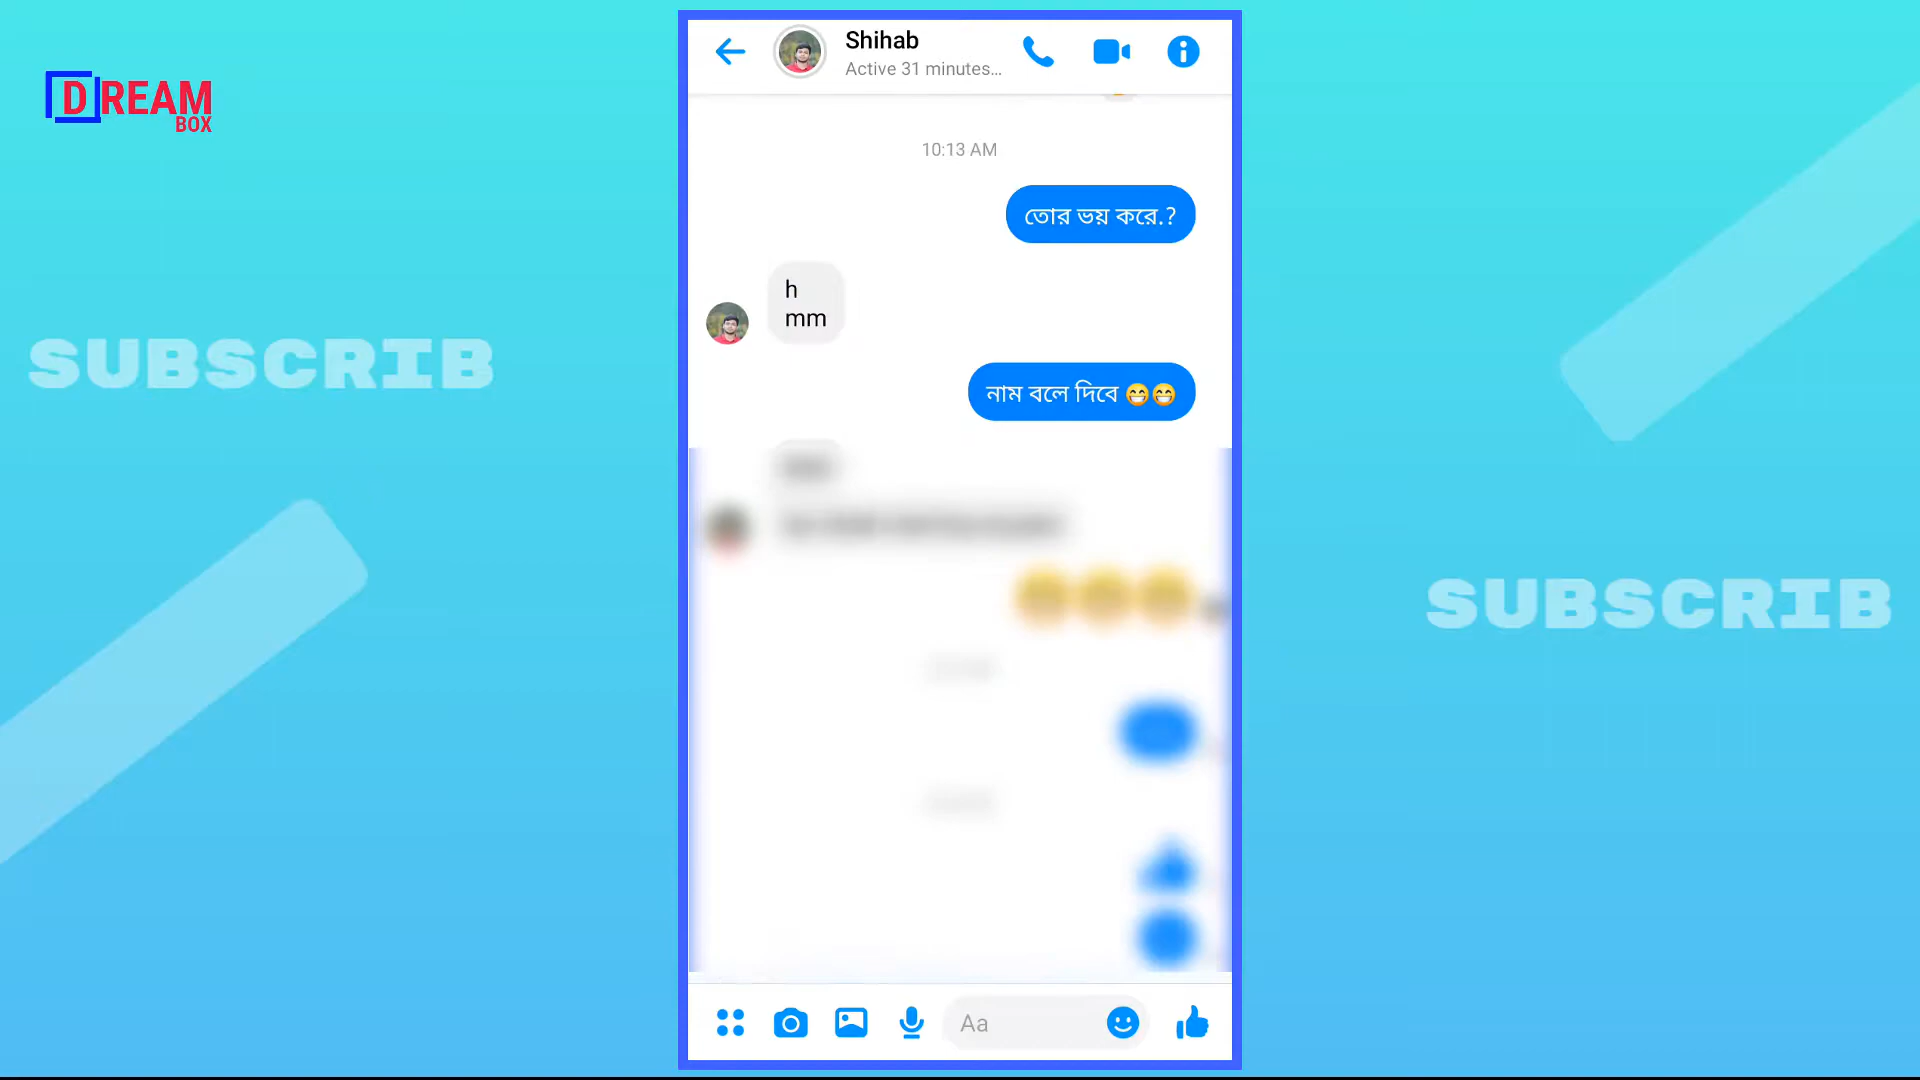 DREAM
BOX
SUBSCRIB
SUBSCRIB
Shihab
Active 31 minutes...
10:13 AM
তোর ভয় করে.?
h
mm
নাম বলে দিবে 😁😁
Aa